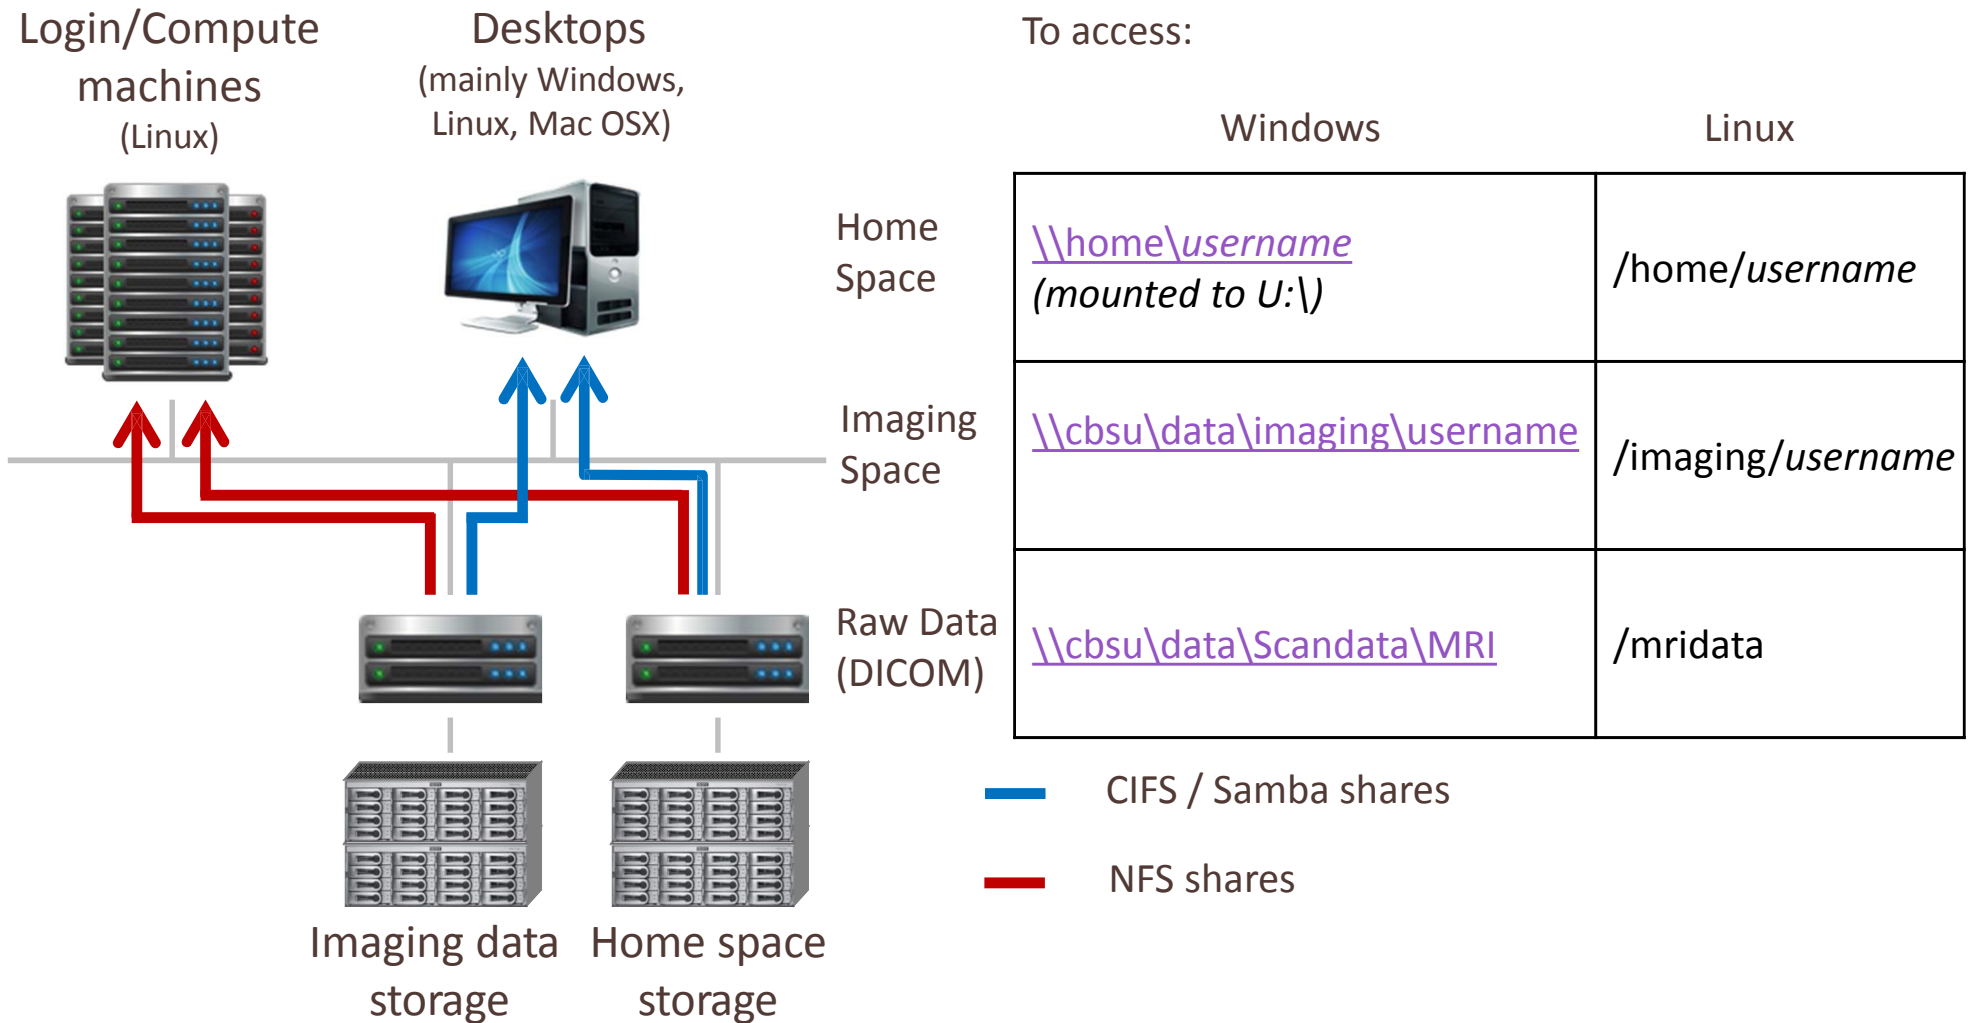 Login/Compute
machines
(Linux)
Desktops
(mainly Windows,
Linux, Mac OSX)
To access:
Windows
Linux
Home
Space
\\home\username
(mounted to U:\)
/home/username
Imaging
Space
\\cbsu\data\imaging\username
/imaging/username
Raw Data
(DICOM)
\\cbsu\data\Scandata\MRI
/mridata
CIFS / Samba shares
NFS shares
Imaging data
storage
Home space
storage